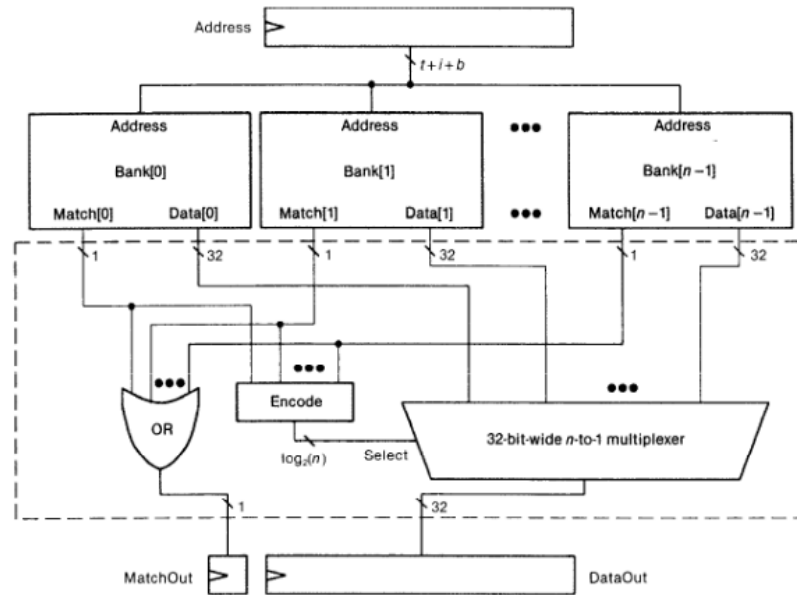 Address
t+i+b
Address
Address
●●●
Address
Bank[0]
Bank[1]
Bank[n−1]
Match[0] Data[0]
Match[1] Data[1]
●●●
Match[n−1] Data[n−1]
1
32
1
32
1
32
●●●
●●●
●●●
OR
Encode
32-bit-wide n-to-1 multiplexer
log₂(n)
Select
1
32
MatchOut
DataOut